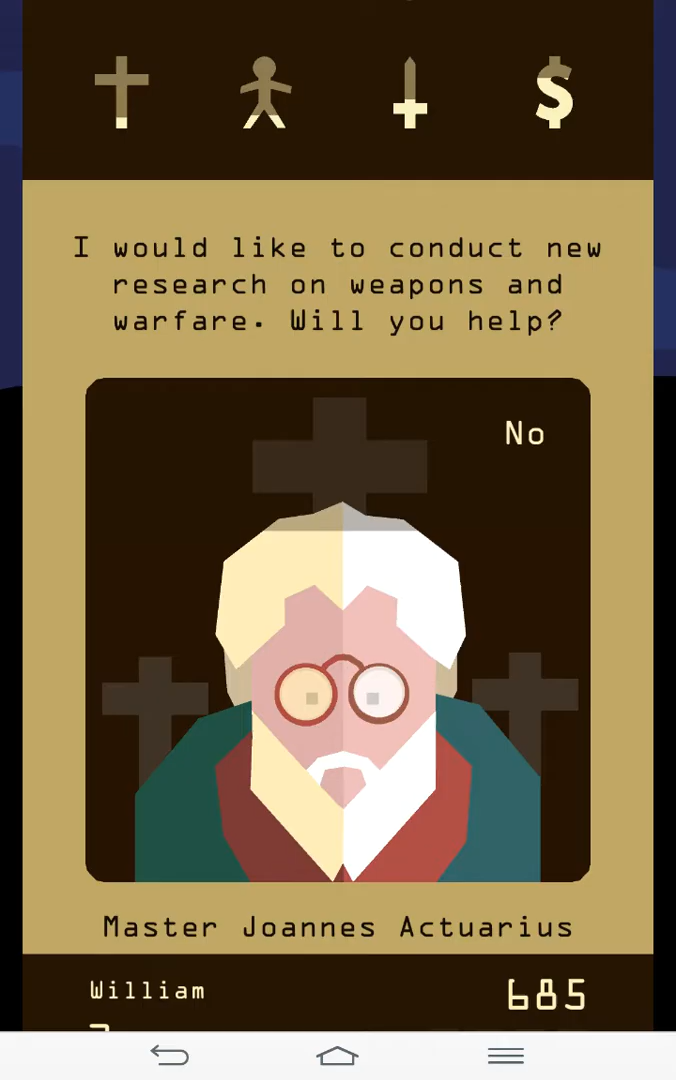 I would like to conduct new
research on weapons and
warfare. Will you help?
No
Master Joannes Actuarius
William
685